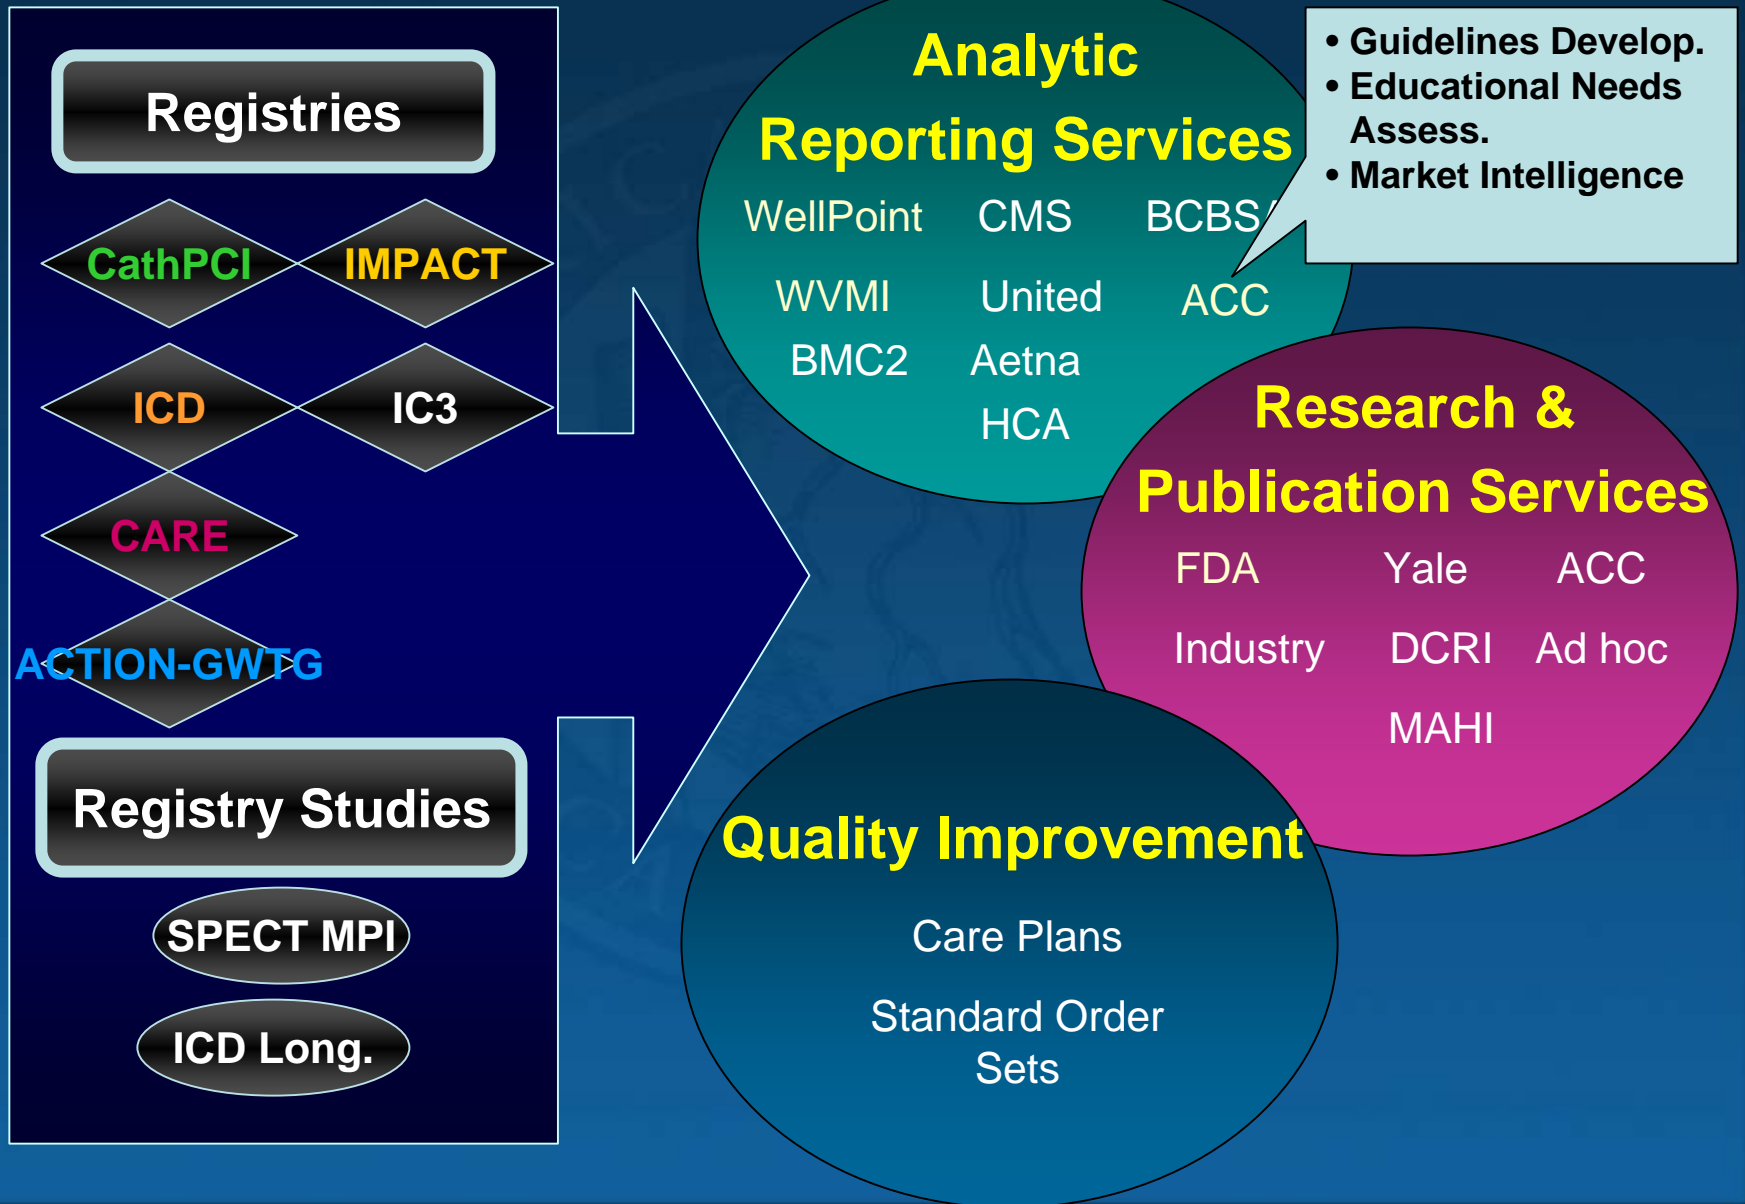 Registries
CathPCI
IMPACT
ICD
IC3
CARE
ACTION-GWTG
Registry Studies
SPECT MPI
ICD Long.
Analytic
Reporting Services
WellPoint CMS BCBSA
WVMI United ACC
BMC2 Aetna
HCA
• Guidelines Develop.
• Educational Needs
Assess.
• Market Intelligence
Research &
Publication Services
FDA Yale ACC
Industry DCRI Ad hoc
MAHI
Quality Improvement
Care Plans
Standard Order
Sets